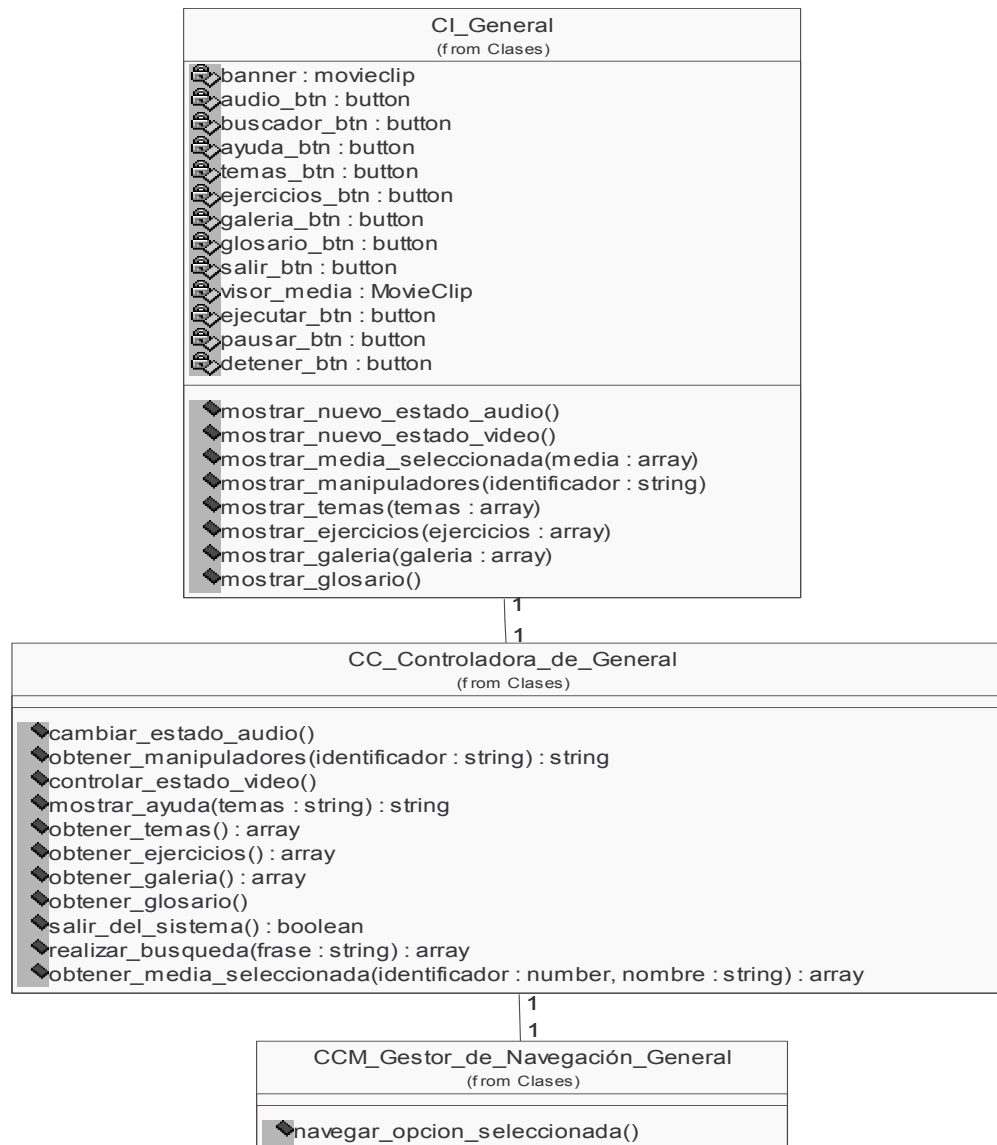 CI_General
(from Clases)
banner : movieclip
audio_btn : button
buscador_btn : button
ayuda_btn : button
temas_btn : button
ejercicios_btn : button
galeria_btn : button
glosario_btn : button
salir_btn : button
visor_media : MovieClip
ejecutar_btn : button
pausar_btn : button
detener_btn : button
mostrar_nuevo_estado_audio()
mostrar_nuevo_estado_video()
mostrar_media_seleccionada(media : array)
mostrar_manipuladores(identificador : string)
mostrar_temas(temas : array)
mostrar_ejercicios(ejercicios : array)
mostrar_galeria(galeria : array)
mostrar_glosario()
1
1
CC_Controladora_de_General
(from Clases)
cambiar_estado_audio()
obtener_manipuladores(identificador : string) : string
controlar_estado_video()
mostrar_ayuda(temas : string) : string
obtener_temas() : array
obtener_ejercicios() : array
obtener_galeria() : array
obtener_glosario()
salir_del_sistema() : boolean
realizar_busqueda(frase : string) : array
obtener_media_seleccionada(identificador : number, nombre : string) : array
1
1
CCM_Gestor_de_Navegación_General
(from Clases)
navegar_opcion_seleccionada()